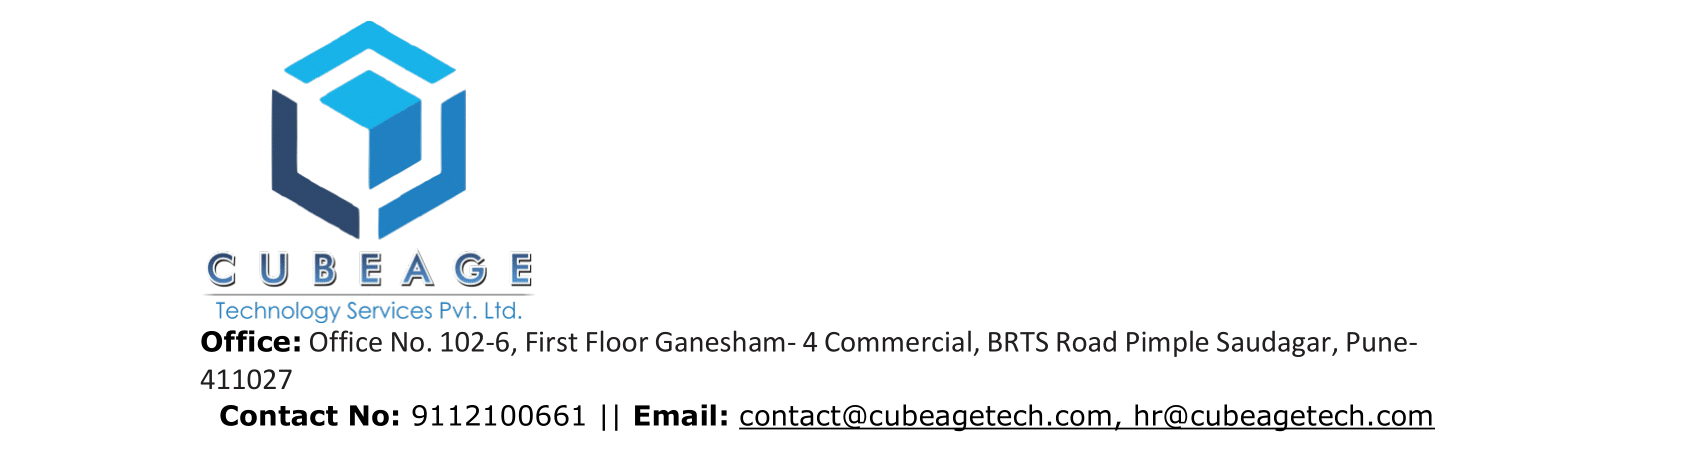 CUBEAGE
Technology Services Pvt. Ltd.
Office: Office No. 102-6, First Floor Ganesham- 4 Commercial, BRTS Road Pimple Saudagar, Pune-
411027
Contact No: 9112100661 || Email: contact@cubeagetech.com, hr@cubeagetech.com